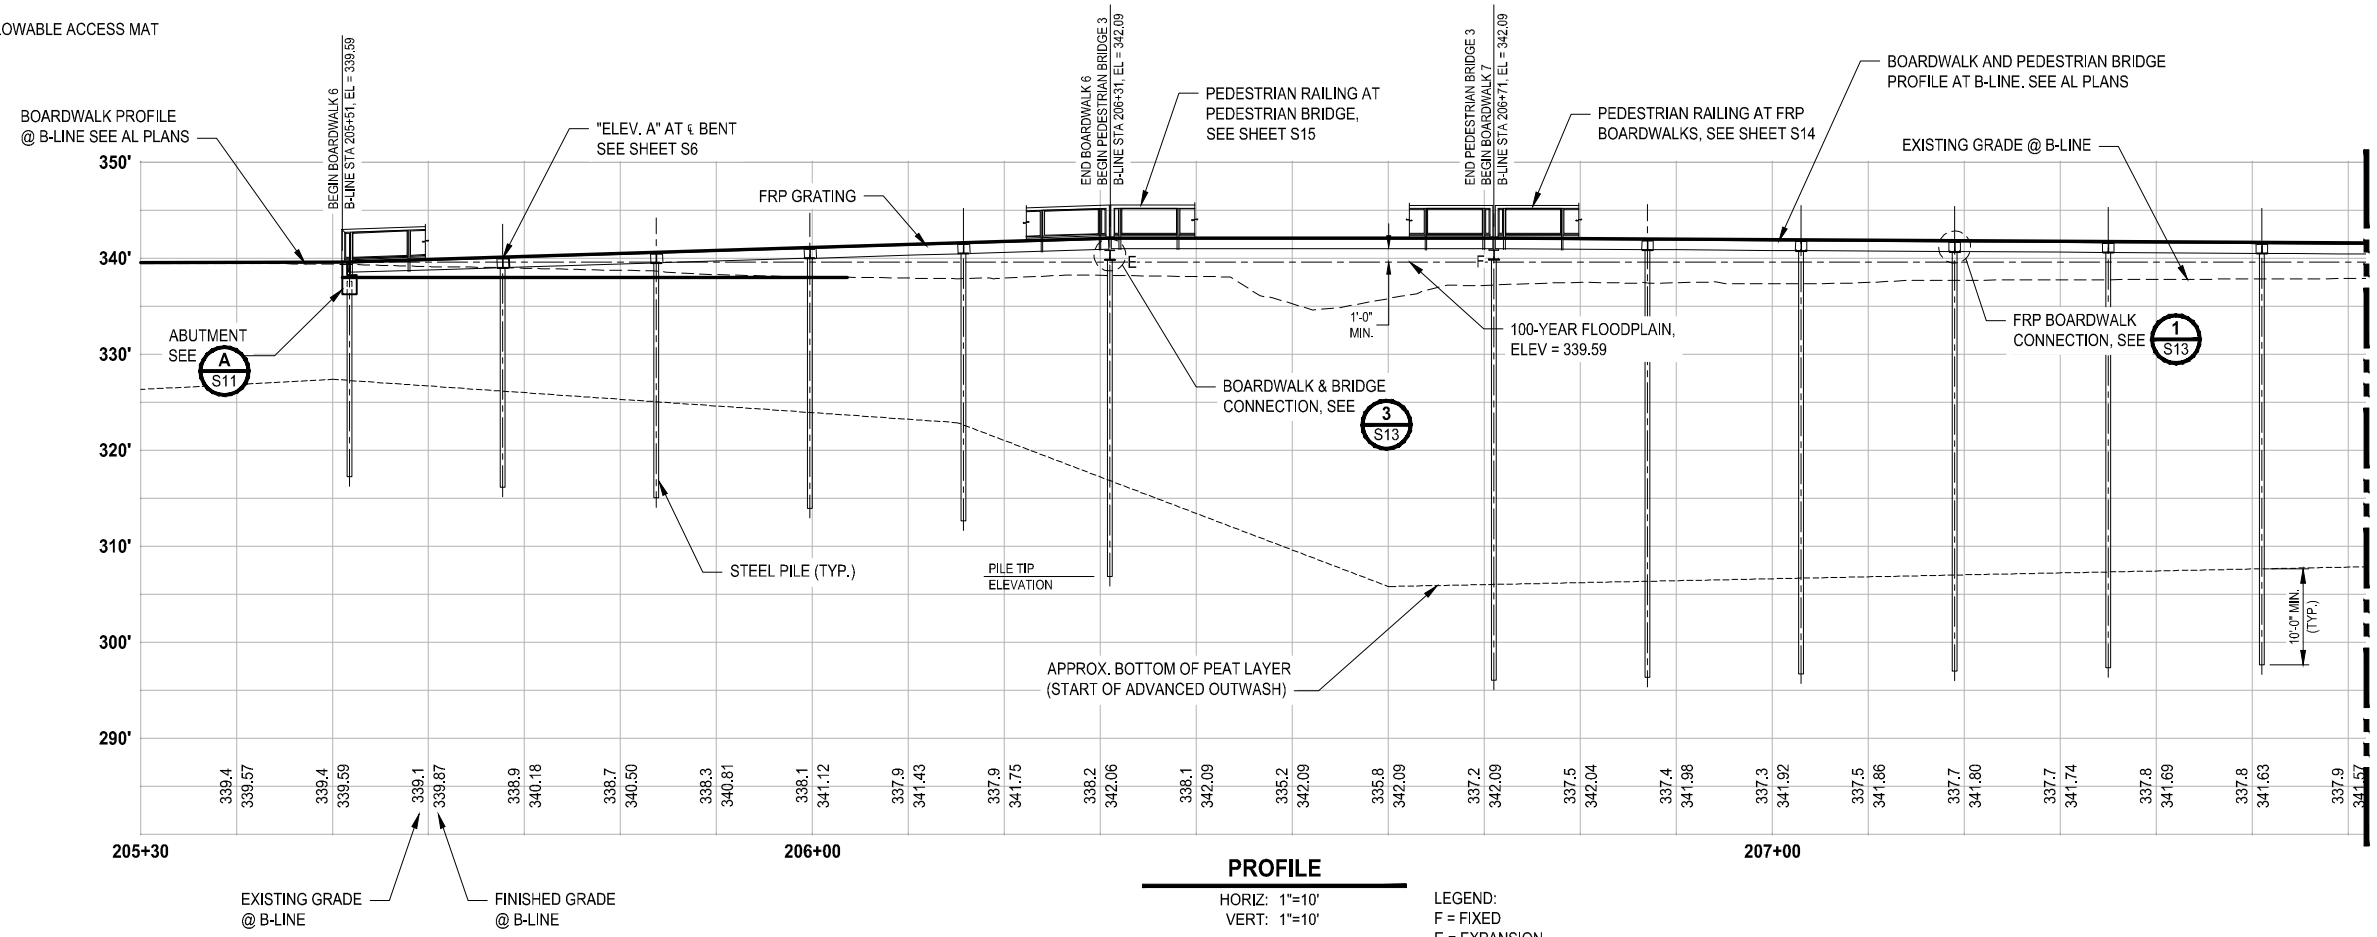 LOWABLE ACCESS MAT
BOARDWALK PROFILE
@ B-LINE SEE AL PLANS
BEGIN BOARDWALK 6
B-LINE STA 205+51, EL = 339.59
"ELEV. A" AT ℄ BENT
SEE SHEET S6
FRP GRATING
END BOARDWALK 6
BEGIN PEDESTRIAN BRIDGE 3
B-LINE STA 206+31, EL = 342.09
PEDESTRIAN RAILING AT
PEDESTRIAN BRIDGE,
SEE SHEET S15
END PEDESTRIAN BRIDGE 3
BEGIN BOARDWALK 7
B-LINE STA 206+71, EL = 342.09
PEDESTRIAN RAILING AT FRP
BOARDWALKS, SEE SHEET S14
BOARDWALK AND PEDESTRIAN BRIDGE
PROFILE AT B-LINE. SEE AL PLANS
EXISTING GRADE @ B-LINE
350'
340'
330'
320'
310'
300'
290'
E
F
ABUTMENT
SEE
A
S11
1'-0"
MIN.
100-YEAR FLOODPLAIN,
ELEV = 339.59
FRP BOARDWALK
CONNECTION, SEE
1
S13
BOARDWALK & BRIDGE
CONNECTION, SEE
3
S13
STEEL PILE (TYP.)
PILE TIP
ELEVATION
10'-0" MIN.
(TYP.)
APPROX. BOTTOM OF PEAT LAYER
(START OF ADVANCED OUTWASH)
339.4
339.57
339.4
339.59
339.1
339.87
338.9
340.18
338.7
340.50
338.3
340.81
338.1
341.12
337.9
341.43
337.9
341.75
338.2
342.06
338.1
342.09
335.2
342.09
335.8
342.09
337.2
342.09
337.5
342.04
337.4
341.98
337.3
341.92
337.5
341.86
337.7
341.80
337.7
341.74
337.8
341.69
337.8
341.63
337.9
341.57
205+30
206+00
207+00
EXISTING GRADE
@ B-LINE
FINISHED GRADE
@ B-LINE
PROFILE
HORIZ: 1"=10'
VERT: 1"=10'
LEGEND:
F = FIXED
E = EXPANSION